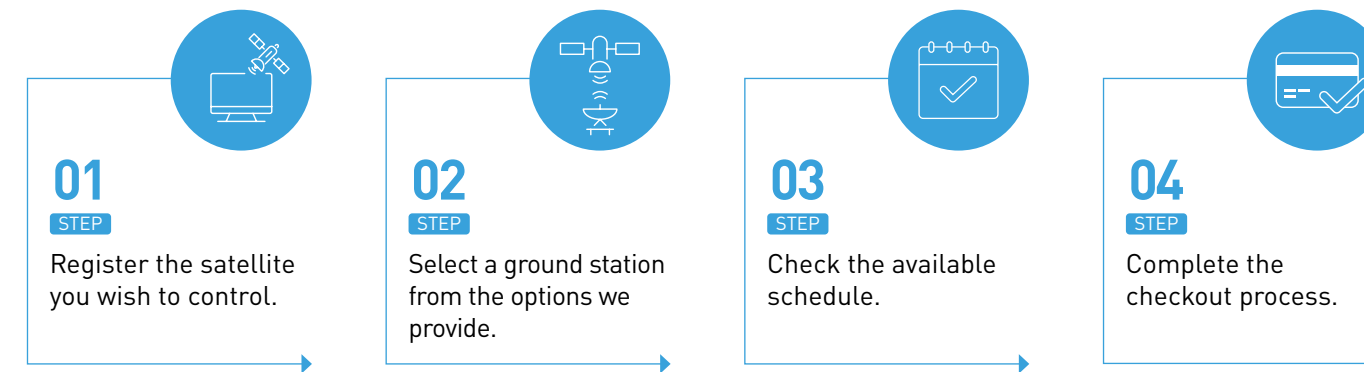 01
STEP
Register the satellite
you wish to control.
02
STEP
Select a ground station
from the options we
provide.
03
STEP
Check the available
schedule.
04
STEP
Complete the
checkout process.